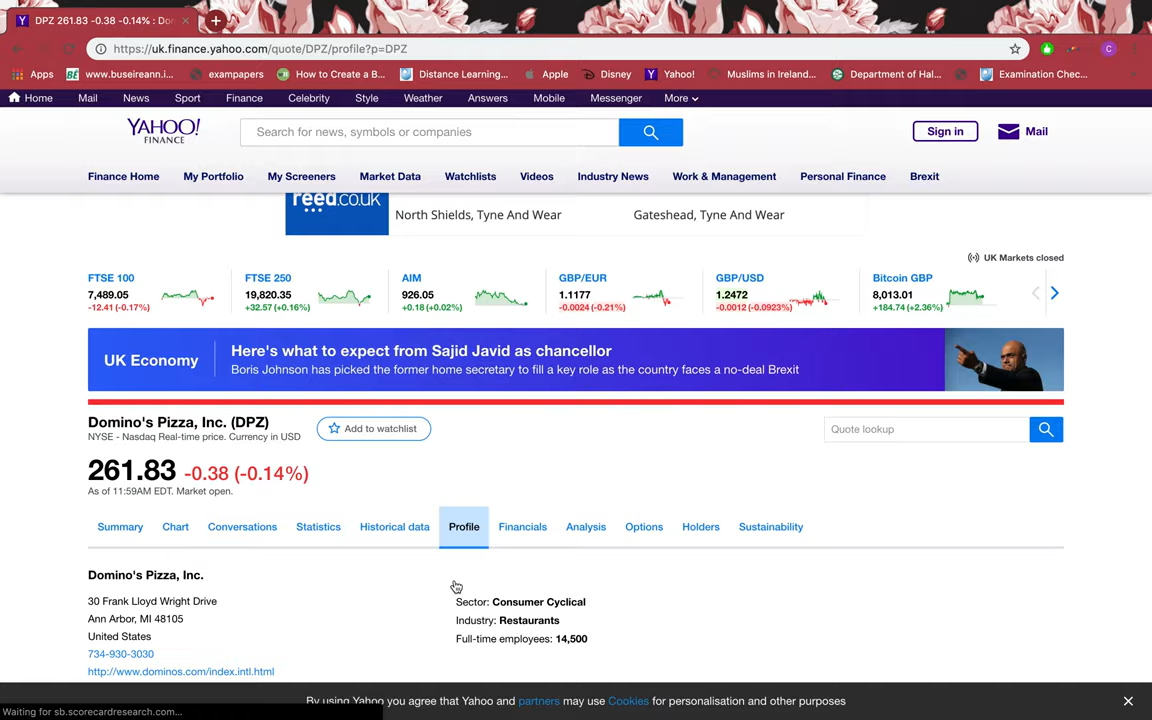 DPZ 261.83 -0.38 -0.14% : Do
https://uk.finance.yahoo.com/quote/DPZ/profile?p=DPZ
C
Apps www.buseireann.i... exampapers How to Create a B... Distance Learning... Apple Disney Yahoo! Muslims in Ireland... Department of Hal... Examination Chec...
Home Mail News Sport Finance Celebrity Style Weather Answers Mobile Messenger More
YAHOO!
FINANCE
Search for news, symbols or companies
Sign in
Mail
Finance Home My Portfolio My Screeners Market Data Watchlists Videos Industry News Work & Management Personal Finance Brexit
reed.co.uk
North Shields, Tyne And Wear Gateshead, Tyne And Wear
UK Markets closed
FTSE 100 FTSE 250 AIM GBP/EUR GBP/USD Bitcoin GBP
7,489.05 19,820.35 926.05 1.1177 1.2472 8,013.01
-12.41 (-0.17%) +32.57 (+0.16%) +0.18 (+0.02%) -0.0024 (-0.21%) -0.0012 (-0.0923%) +184.74 (+2.36%)
UK Economy
Here's what to expect from Sajid Javid as chancellor
Boris Johnson has picked the former home secretary to fill a key role as the country faces a no-deal Brexit
Domino's Pizza, Inc. (DPZ)
NYSE - Nasdaq Real-time price. Currency in USD
Add to watchlist
Quote lookup
261.83 -0.38 (-0.14%)
As of 11:59AM EDT. Market open.
Summary Chart Conversations Statistics Historical data Profile Financials Analysis Options Holders Sustainability
Domino's Pizza, Inc.
30 Frank Lloyd Wright Drive
Ann Arbor, MI 48105
United States
734-930-3030
http://www.dominos.com/index.intl.html
Sector: Consumer Cyclical
Industry: Restaurants
Full-time employees: 14,500
By using Yahoo you agree that Yahoo and partners may use Cookies for personalisation and other purposes
Waiting for sb.scorecardresearch.com...